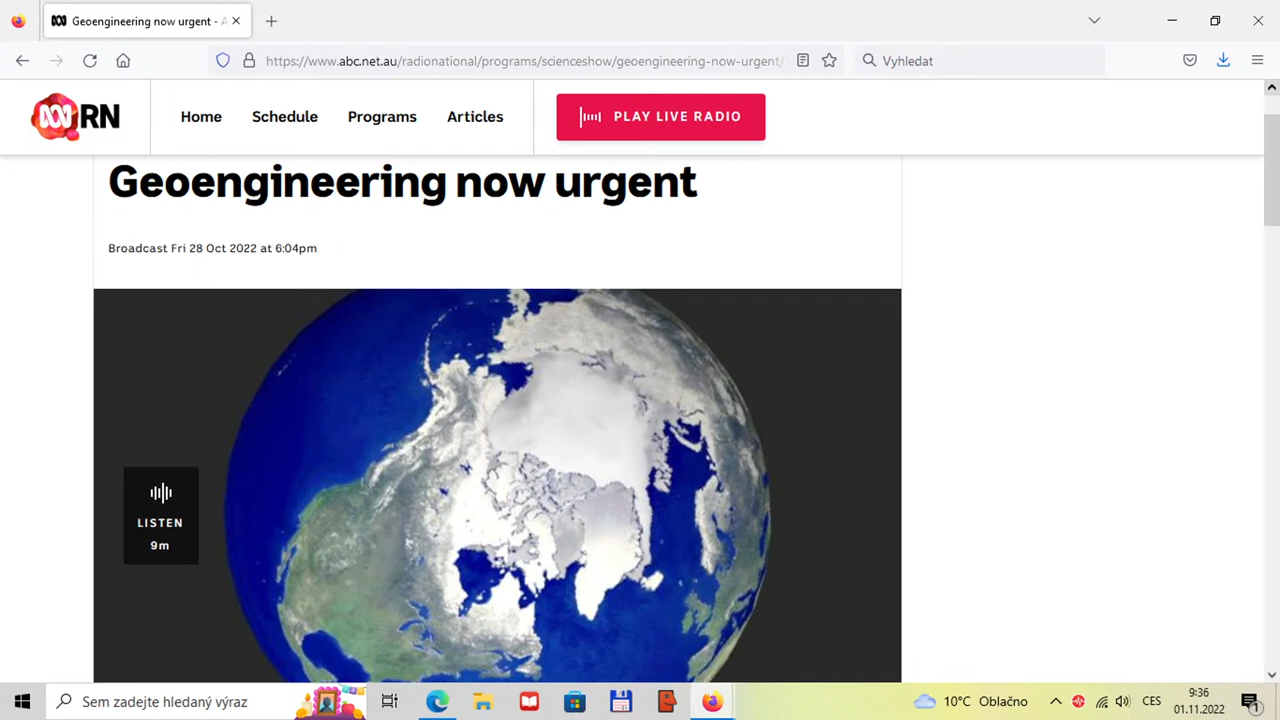 Geoengineering now urgent - A
https://www.abc.net.au/radionational/programs/scienceshow/geoengineering-now-urgent/
Vyhledat
RN
Home
Schedule
Programs
Articles
PLAY LIVE RADIO
Geoengineering now urgent
Broadcast Fri 28 Oct 2022 at 6:04pm
LISTEN
9m
Sem zadejte hledaný výraz
10°C Oblačno
CES
9:36
01.11.2022
1